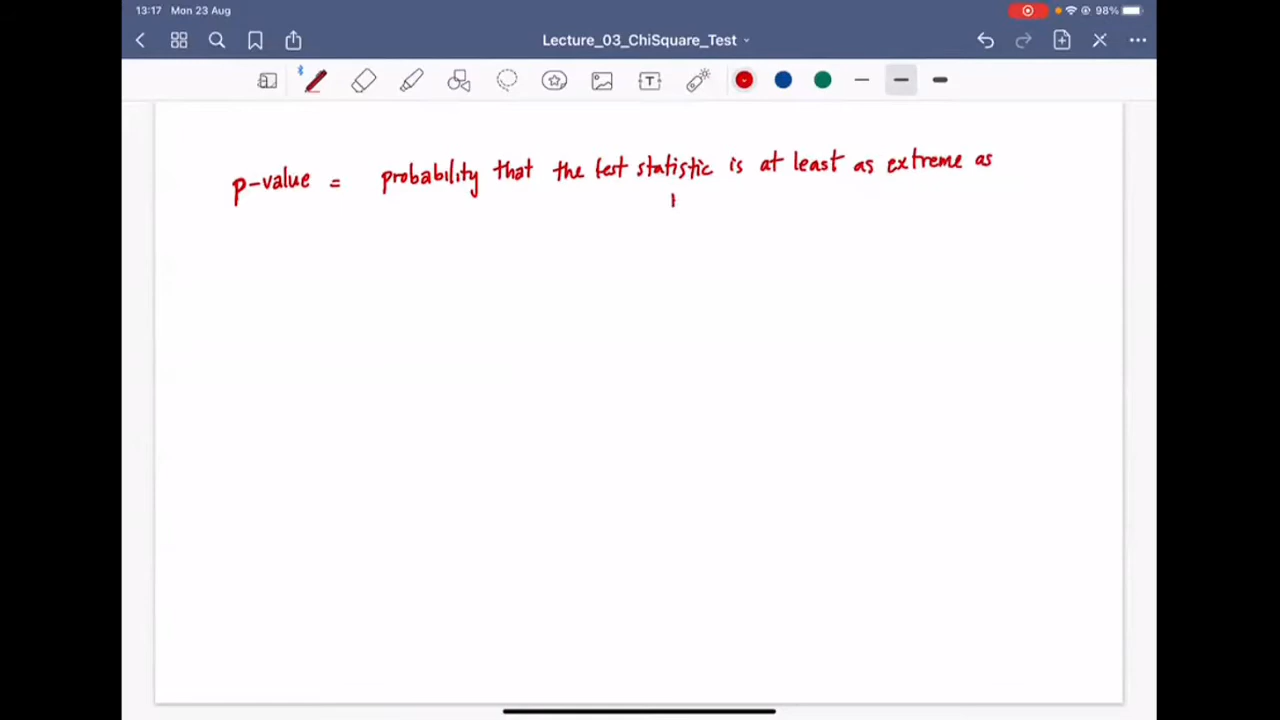 13:17 Mon 23 Aug
98%
Lecture_03_ChiSquare_Test
p-value = probability that the test statistic is at least as extreme as